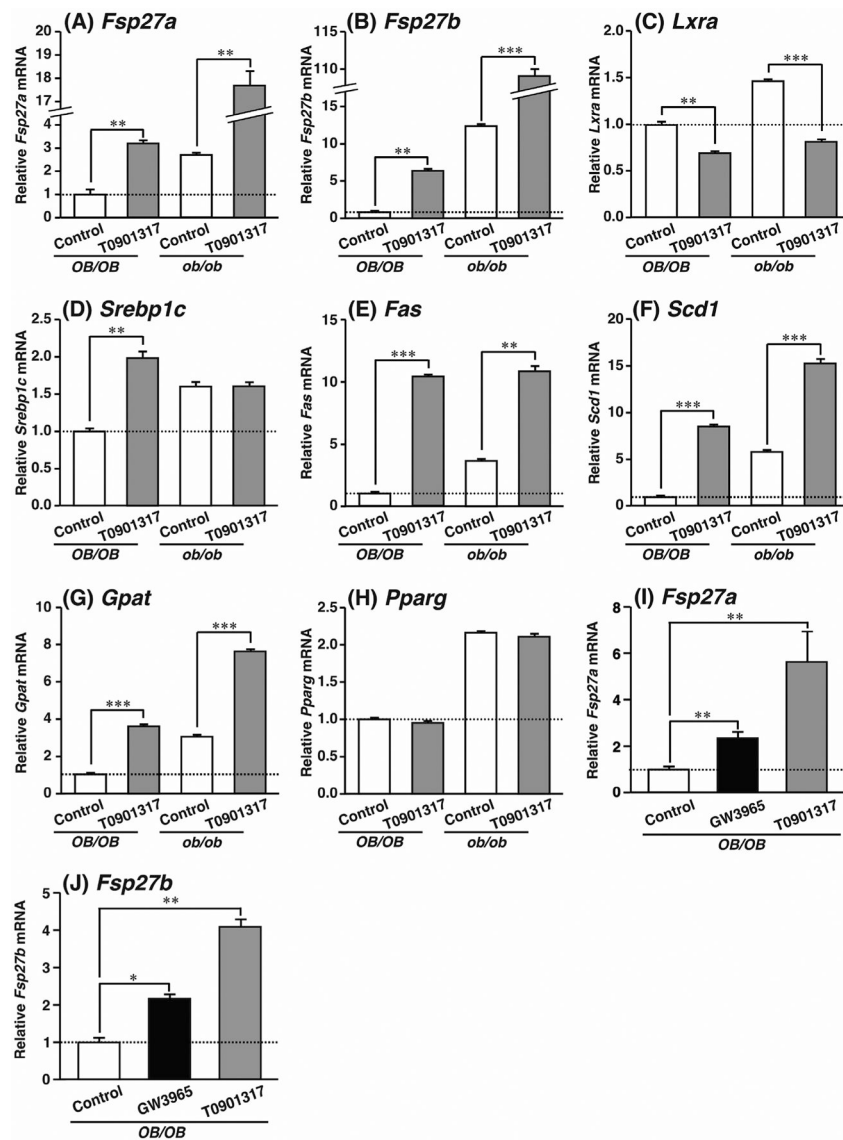 (A) Fsp27a
Relative Fsp27a mRNA
20
18
17
4
3
2
1
0
**
**
Control
T0901317
Control
T0901317
OB/OB
ob/ob
(B) Fsp27b
Relative Fsp27b mRNA
115
110
15
10
5
0
**
***
Control
T0901317
Control
T0901317
OB/OB
ob/ob
(C) Lxra
Relative Lxra mRNA
2.0
1.5
1.0
0.5
0
**
***
Control
T0901317
Control
T0901317
OB/OB
ob/ob
(D) Srebp1c
Relative Srebp1c mRNA
2.5
2.0
1.5
1.0
0.5
0.0
**
Control
T0901317
Control
T0901317
OB/OB
ob/ob
(E) Fas
Relative Fas mRNA
15
10
5
0
***
**
Control
T0901317
Control
T0901317
OB/OB
ob/ob
(F) Scd1
Relative Scd1 mRNA
20
15
10
5
0
***
***
Control
T0901317
Control
T0901317
OB/OB
ob/ob
(G) Gpat
Relative Gpat mRNA
10
8
6
4
2
0
***
***
Control
T0901317
Control
T0901317
OB/OB
ob/ob
(H) Pparg
Relative Pparg mRNA
2.5
2.0
1.5
1.0
0.5
0
Control
T0901317
Control
T0901317
OB/OB
ob/ob
(I) Fsp27a
Relative Fsp27a mRNA
8
6
4
2
0
**
**
Control
GW3965
T0901317
OB/OB
(J) Fsp27b
Relative Fsp27b mRNA
5
4
3
2
1
0
*
**
Control
GW3965
T0901317
OB/OB